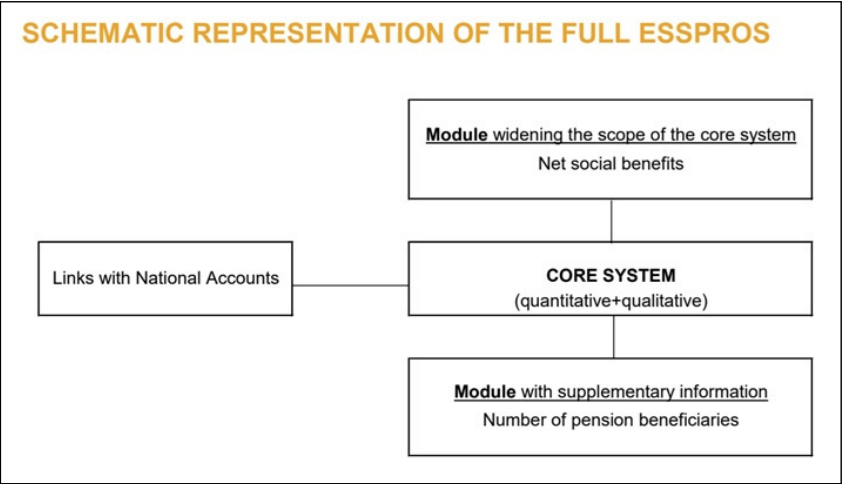 SCHEMATIC REPRESENTATION OF THE FULL ESSPROS
Module widening the scope of the core system
Net social benefits
Links with National Accounts
CORE SYSTEM
(quantitative+qualitative)
Module with supplementary information
Number of pension beneficiaries